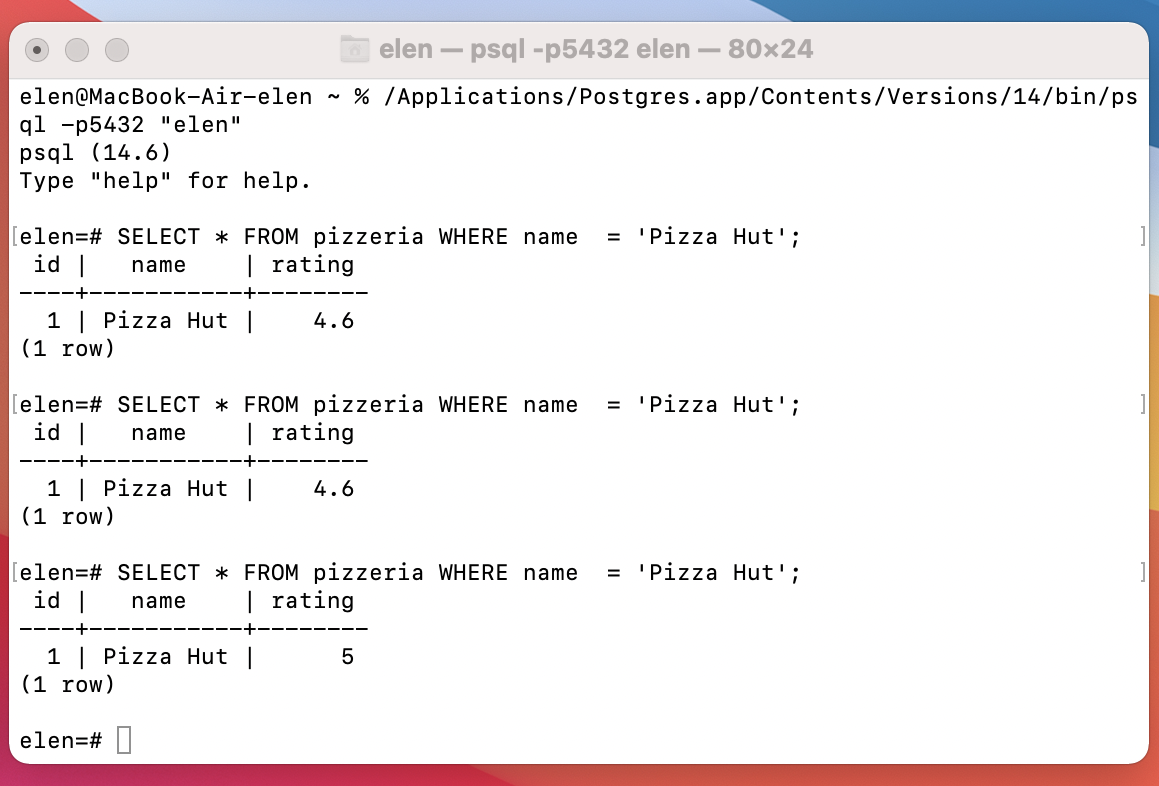 elen — psql -p5432 elen — 80×24
elen@MacBook-Air-elen ~ % /Applications/Postgres.app/Contents/Versions/14/bin/ps
ql -p5432 "elen"
psql (14.6)
Type "help" for help.

[elen=# SELECT * FROM pizzeria WHERE name  = 'Pizza Hut';                        ]
 id |   name    | rating
----+-----------+--------
  1 | Pizza Hut |    4.6
(1 row)

[elen=# SELECT * FROM pizzeria WHERE name  = 'Pizza Hut';                        ]
 id |   name    | rating
----+-----------+--------
  1 | Pizza Hut |    4.6
(1 row)

[elen=# SELECT * FROM pizzeria WHERE name  = 'Pizza Hut';                        ]
 id |   name    | rating
----+-----------+--------
  1 | Pizza Hut |      5
(1 row)

elen=#